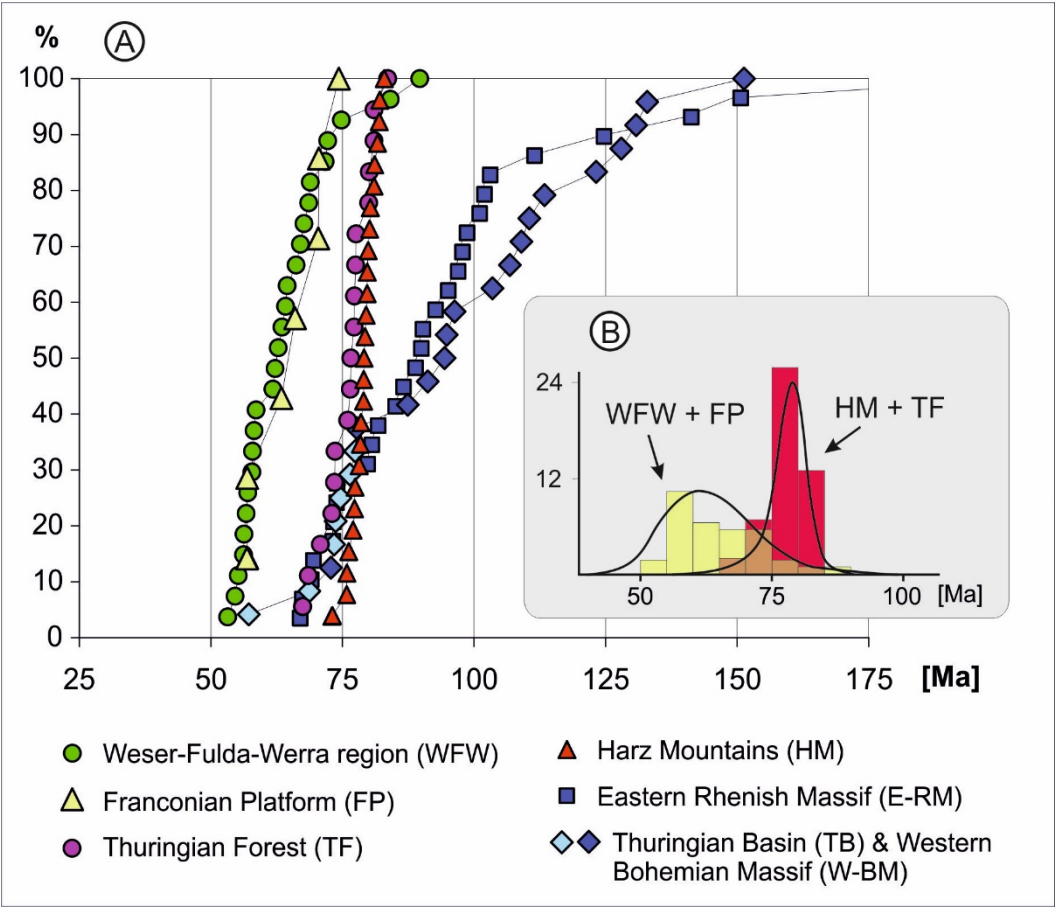 %
A
100
90
80
70
60
50
40
30
20
10
0
25 50 75 100 125 150 175 [Ma]
B
24
12
WFW + FP
HM + TF
50 75 100 [Ma]
Weser-Fulda-Werra region (WFW)
Franconian Platform (FP)
Thuringian Forest (TF)
Harz Mountains (HM)
Eastern Rhenish Massif (E-RM)
Thuringian Basin (TB) & Western
Bohemian Massif (W-BM)